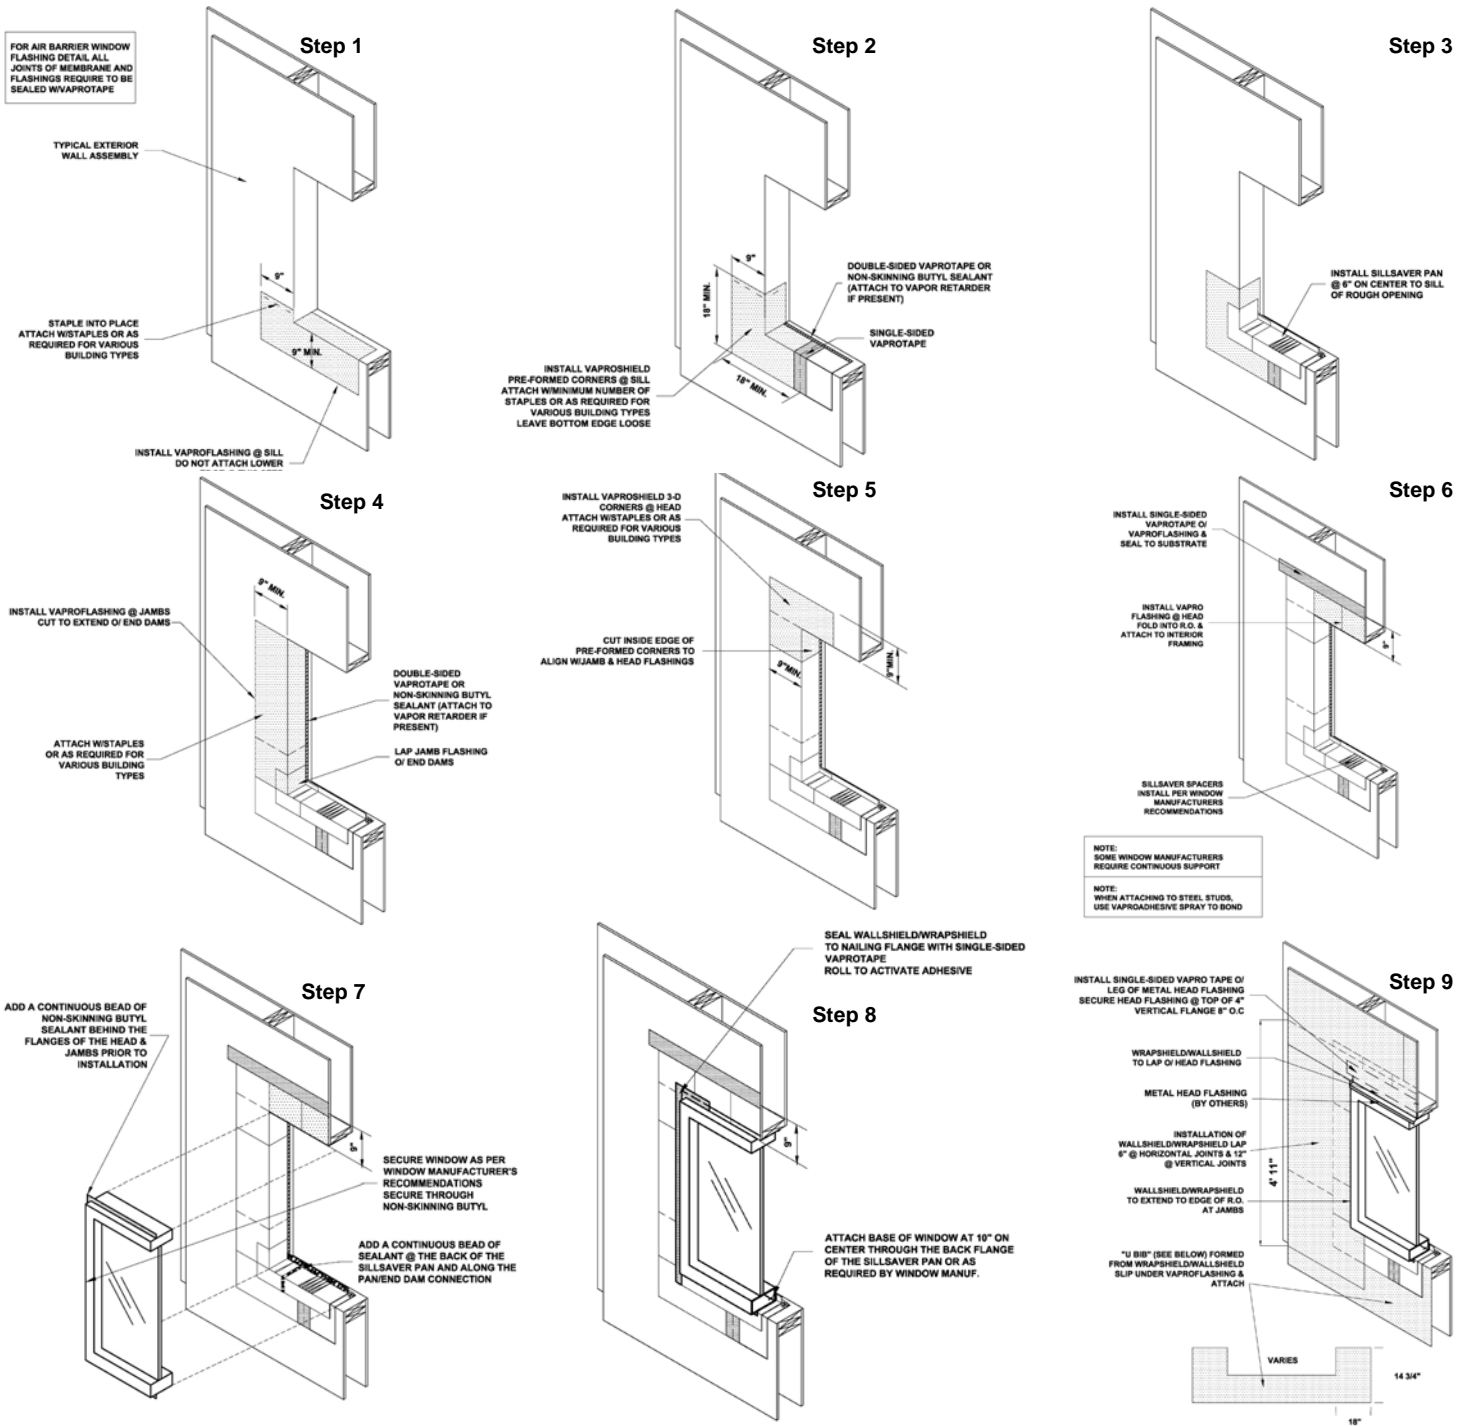 Step 1
FOR AIR BARRIER WINDOW
FLASHING DETAIL ALL
JOINTS OF MEMBRANE AND
FLASHINGS REQUIRE TO BE
SEALED W/VAPROTAPE
TYPICAL EXTERIOR
WALL ASSEMBLY
9"
STAPLE INTO PLACE
ATTACH W/STAPLES OR AS
REQUIRED FOR VARIOUS
BUILDING TYPES
9" MIN.
INSTALL VAPROFLASHING @ SILL
DO NOT ATTACH LOWER
Step 2
9"
18" MIN.
DOUBLE-SIDED VAPROTAPE OR
NON-SKINNING BUTYL SEALANT
(ATTACH TO VAPOR RETARDER
IF PRESENT)
SINGLE-SIDED
VAPROTAPE
18" MIN.
INSTALL VAPROSHIELD
PRE-FORMED CORNERS @ SILL
ATTACH W/MINIMUM NUMBER OF
STAPLES OR AS REQUIRED FOR
VARIOUS BUILDING TYPES
LEAVE BOTTOM EDGE LOOSE
Step 3
INSTALL SILLSAVER PAN
@ 6" ON CENTER TO SILL
OF ROUGH OPENING
Step 4
9" MIN.
INSTALL VAPROFLASHING @ JAMBS
CUT TO EXTEND O/ END DAMS
DOUBLE-SIDED
VAPROTAPE OR
NON-SKINNING BUTYL
SEALANT (ATTACH TO
VAPOR RETARDER IF
PRESENT)
ATTACH W/STAPLES
OR AS REQUIRED FOR
VARIOUS BUILDING
TYPES
LAP JAMB FLASHING
O/ END DAMS
Step 5
INSTALL VAPROSHIELD 3-D
CORNERS @ HEAD
ATTACH W/STAPLES OR AS
REQUIRED FOR VARIOUS
BUILDING TYPES
CUT INSIDE EDGE OF
PRE-FORMED CORNERS TO
ALIGN W/JAMB & HEAD FLASHINGS
9"MIN.
9"MIN.
Step 6
INSTALL SINGLE-SIDED
VAPROTAPE O/
VAPROFLASHING &
SEAL TO SUBSTRATE
INSTALL VAPRO
FLASHING @ HEAD
FOLD INTO R.O. &
ATTACH TO INTERIOR
FRAMING
SILLSAVER SPACERS
INSTALL PER WINDOW
MANUFACTURERS
RECOMMENDATIONS
NOTE:
SOME WINDOW MANUFACTURERS
REQUIRE CONTINUOUS SUPPORT
NOTE:
WHEN ATTACHING TO STEEL STUDS,
USE VAPROADHESIVE SPRAY TO BOND
Step 7
ADD A CONTINUOUS BEAD OF
NON-SKINNING BUTYL
SEALANT BEHIND THE
FLANGES OF THE HEAD &
JAMBS PRIOR TO
INSTALLATION
SECURE WINDOW AS PER
WINDOW MANUFACTURER'S
RECOMMENDATIONS
SECURE THROUGH
NON-SKINNING BUTYL
ADD A CONTINUOUS BEAD OF
SEALANT @ THE BACK OF THE
SILLSAVER PAN AND ALONG THE
PAN/END DAM CONNECTION
Step 8
SEAL WALLSHIELD/WRAPSHIELD
TO NAILING FLANGE WITH SINGLE-SIDED
VAPROTAPE
ROLL TO ACTIVATE ADHESIVE
ATTACH BASE OF WINDOW AT 10" ON
CENTER THROUGH THE BACK FLANGE
OF THE SILLSAVER PAN OR AS
REQUIRED BY WINDOW MANUF.
Step 9
INSTALL SINGLE-SIDED VAPRO TAPE O/
LEG OF METAL HEAD FLASHING
SECURE HEAD FLASHING @ TOP OF 4"
VERTICAL FLANGE 8" O.C
WRAPSHIELD/WALLSHIELD
TO LAP O/ HEAD FLASHING
METAL HEAD FLASHING
(BY OTHERS)
INSTALLATION OF
WALLSHIELD/WRAPSHIELD LAP
6" @ HORIZONTAL JOINTS & 12"
@ VERTICAL JOINTS
4' 11"
WALLSHIELD/WRAPSHIELD
TO EXTEND TO EDGE OF R.O.
AT JAMBS
"U BIB" (SEE BELOW) FORMED
FROM WRAPSHIELD/WALLSHIELD
SLIP UNDER VAPROFLASHING &
ATTACH
VARIES
14 3/4"
18"